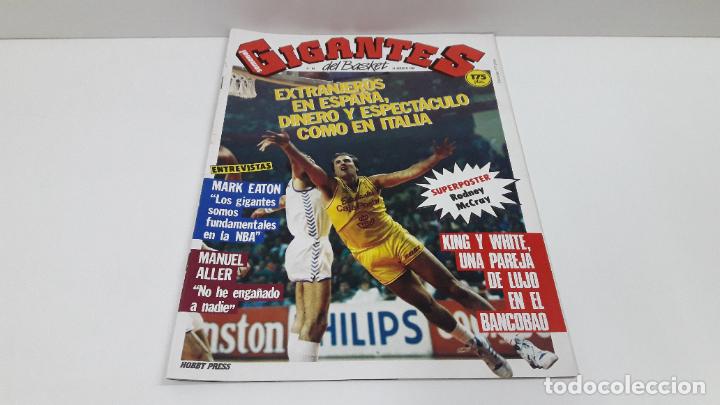 GIGANTES
del Basket
175
EXTRANJEROS
EN ESPAÑA,
DINERO Y ESPECTÁCULO
COMO EN ITALIA
ENTREVISTAS
MARK EATON
"Los gigantes
somos
fundamentales
en la NBA"
MANUEL
ALLER
"No he engañado
a nadie"
SUPERPOSTER
Rodney
McCray
KING Y WHITE,
UNA PAREJA
DE LUJO
EN EL
BANCOBAO
inston
PHILIPS
HOBBY PRESS
todocoleccion.net